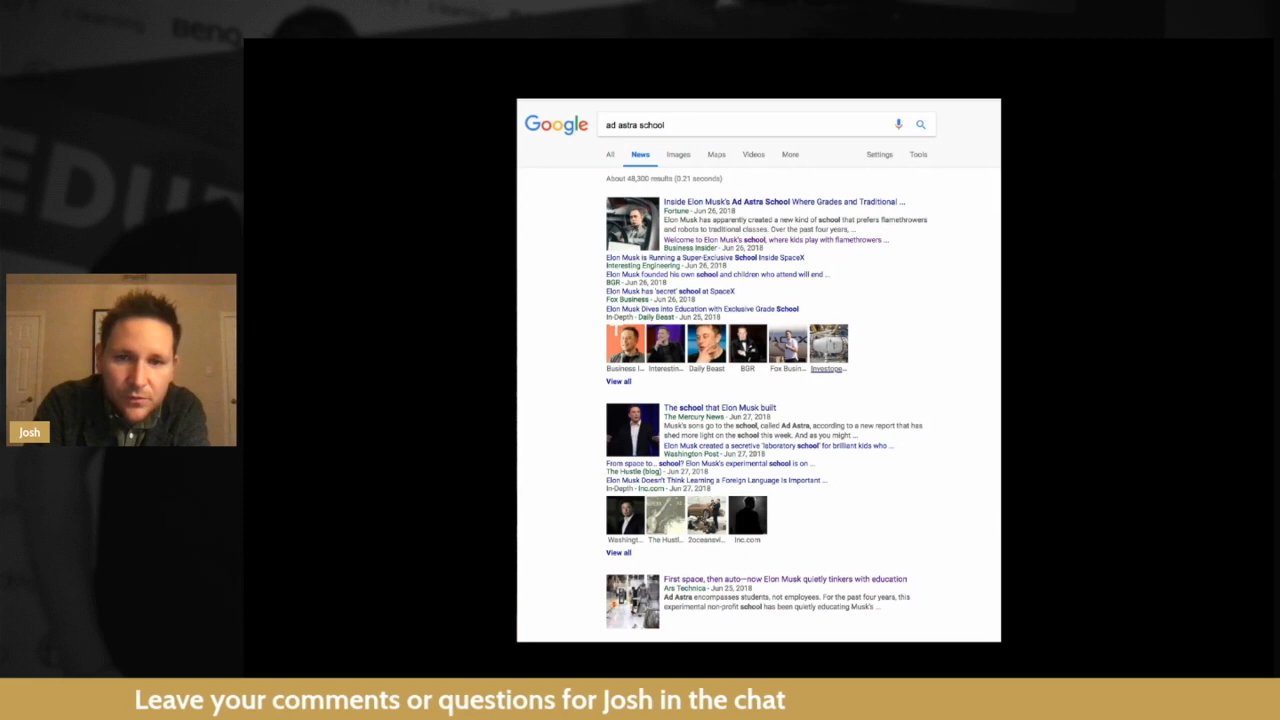 BenQ
EDU
Google
ad astra school
All
News
Images
Maps
Videos
More
Settings
Tools
About 48,300 results (0.21 seconds)
Inside Elon Musk's Ad Astra School Where Grades and Traditional ...
Fortune - Jun 26, 2018
Elon Musk has apparently created a new kind of school that prefers flamethrowers
and robots to traditional classes. Over the past four years, ...
Welcome to Elon Musk's school, where kids play with flamethrowers ...
Business Insider - Jun 26, 2018
Elon Musk is Running a Super-Exclusive School Inside SpaceX
Interesting Engineering - Jun 26, 2018
Elon Musk founded his own school and children who attend will end ...
BGR - Jun 26, 2018
Elon Musk has 'secret' school at SpaceX
Fox Business - Jun 26, 2018
Elon Musk Dives into Education with Exclusive Grade School
In-Depth - Daily Beast - Jun 25, 2018
Business I...
Interestin...
Daily Beast
BGR
Fox Busin...
Investope...
View all
The school that Elon Musk built
The Mercury News - Jun 27, 2018
Musk's sons go to the school, called Ad Astra, according to a new report that has
shed more light on the school this week. And as you might ...
Elon Musk created a secretive 'laboratory school' for brilliant kids who ...
Washington Post - Jun 27, 2018
From space to... school? Elon Musk's experimental school is on ...
The Hustle (blog) - Jun 27, 2018
Elon Musk Doesn't Think Learning a Foreign Language Is Important ...
In-Depth - Inc.com - Jun 27, 2018
Washingt...
The Hustl...
2oceansvi...
Inc.com
View all
First space, then auto—now Elon Musk quietly tinkers with education
Ars Technica - Jun 25, 2018
Ad Astra encompasses students, not employees. For the past four years, this
experimental non-profit school has been quietly educating Musk's ...
Josh
Leave your comments or questions for Josh in the chat